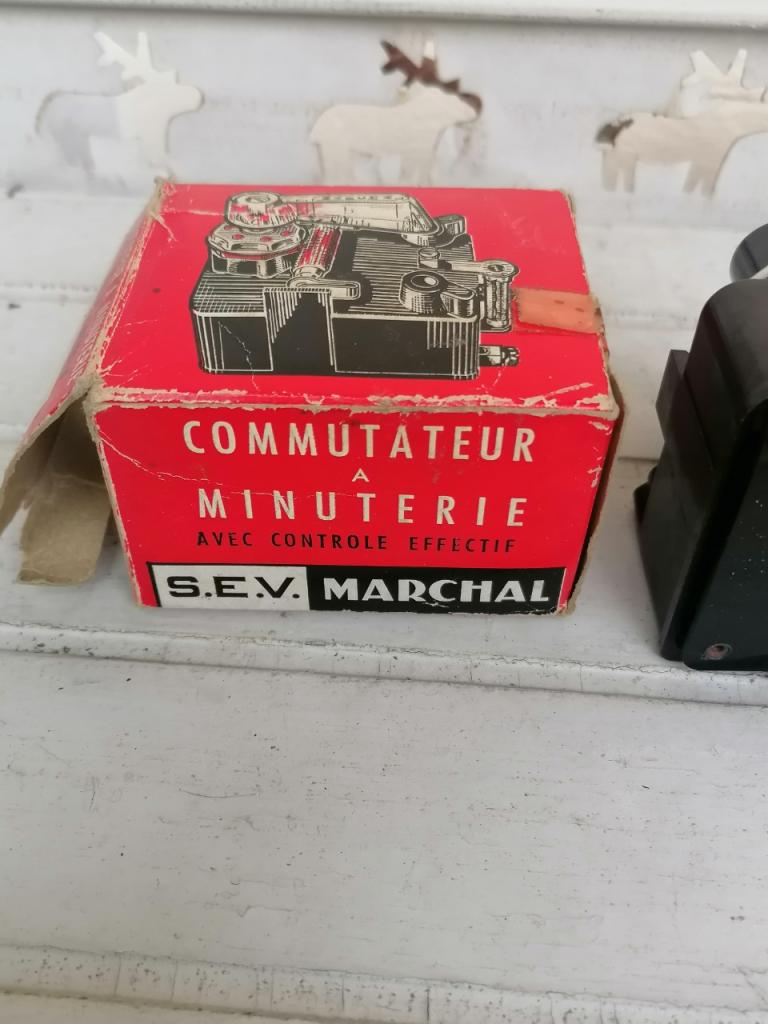 COMMUTATEUR
A
MINUTERIE
AVEC CONTROLE EFFECTIF
S.E.V. MARCHAL